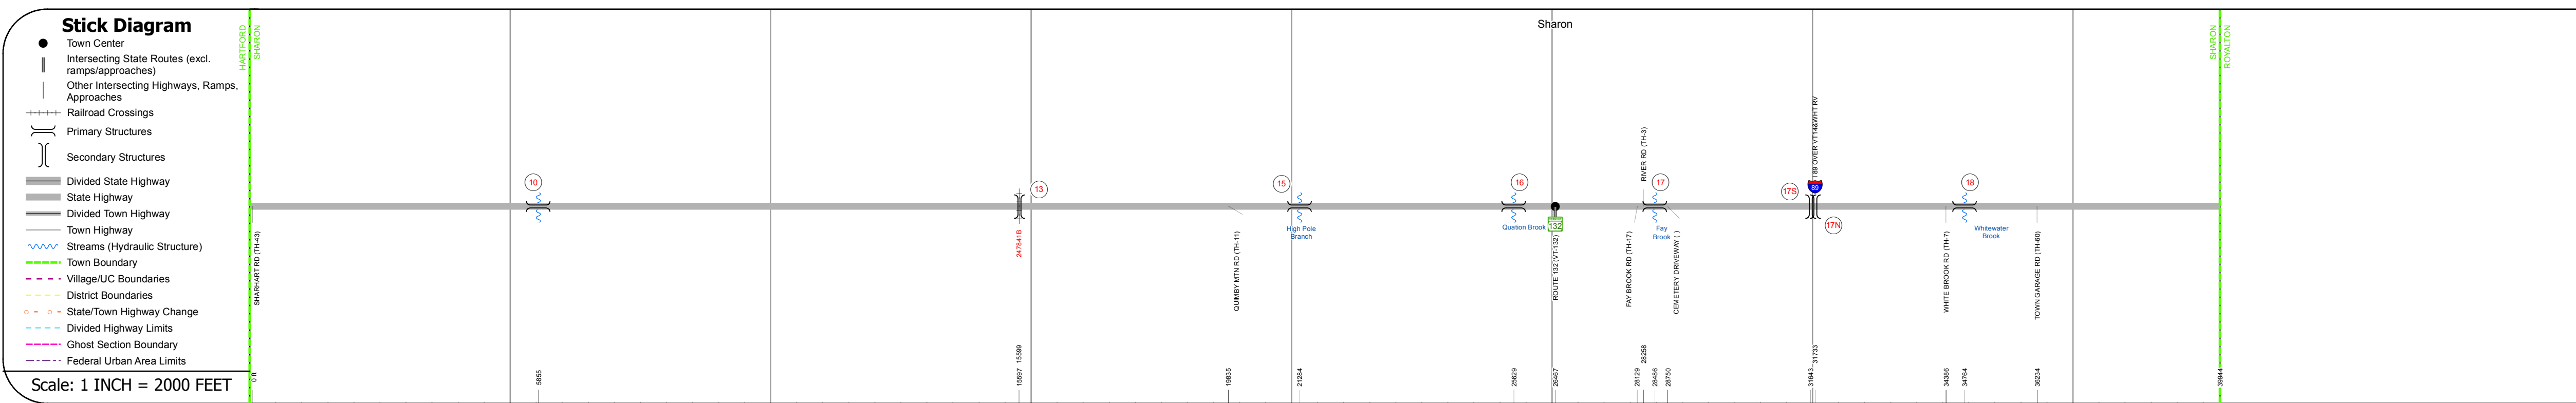 Stick Diagram
Town Center
Intersecting State Routes (excl.
ramps/approaches)
Other Intersecting Highways, Ramps,
Approaches
Railroad Crossings
Primary Structures
Secondary Structures
Divided State Highway
State Highway
Divided Town Highway
Town Highway
Streams (Hydraulic Structure)
Town Boundary
Village/UC Boundaries
District Boundaries
State/Town Highway Change
Divided Highway Limits
Ghost Section Boundary
Federal Urban Area Limits
Scale: 1 INCH = 2000 FEET
HARTFORD
SHARON
Sharon
SHARON
ROYALTON
10
13
15
16
17
17S
89
17N
18
RIVER RD (TH-3)
I 89 OVER VT14&WHT RV
High Pole
Branch
Quation Brook
132
Fay
Brook
Whitewater
Brook
SHARHART RD (TH-43)
247841B
QUIMBY MTN RD (TH-11)
ROUTE 132 (VT-132)
FAY BROOK RD (TH-17)
CEMETERY DRIVEWAY ( )
WHITE BROOK RD (TH-7)
TOWN GARAGE RD (TH-60)
0 ft
5855
15597
15599
19835
21284
25629
26467
28129
28258
28486
28750
31643
31733
34386
34764
36234
39944